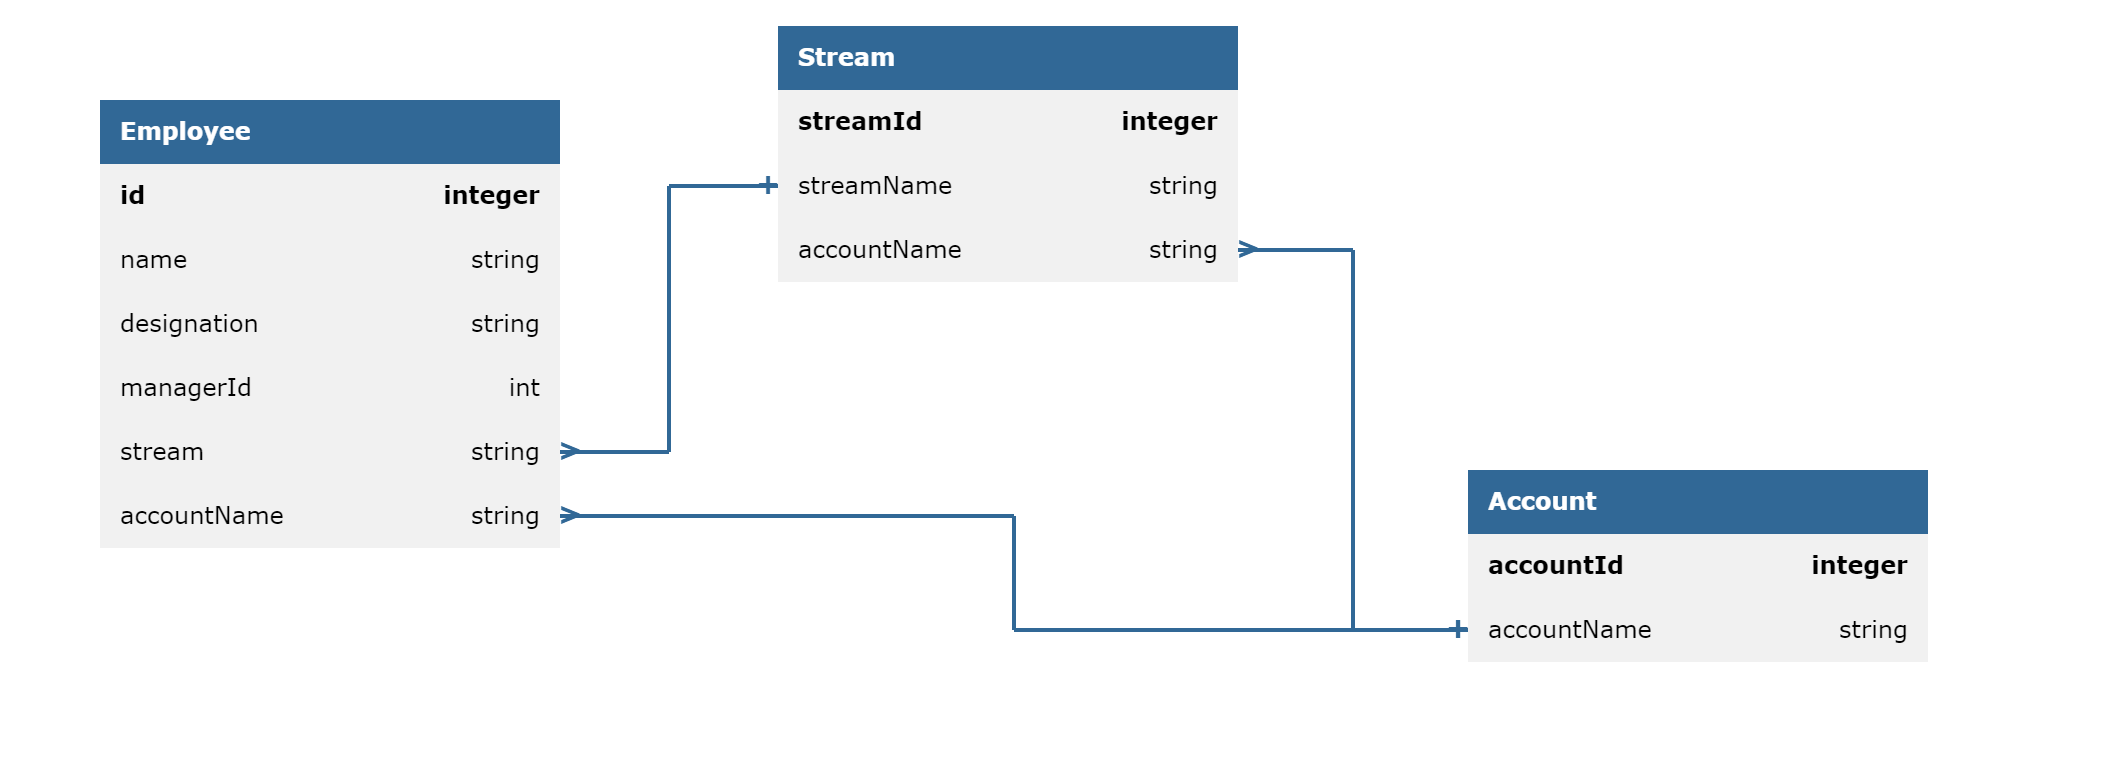 Stream
streamId integer
streamName string
accountName string
Employee
id integer
name string
designation string
managerId int
stream string
accountName string
Account
accountId integer
accountName string